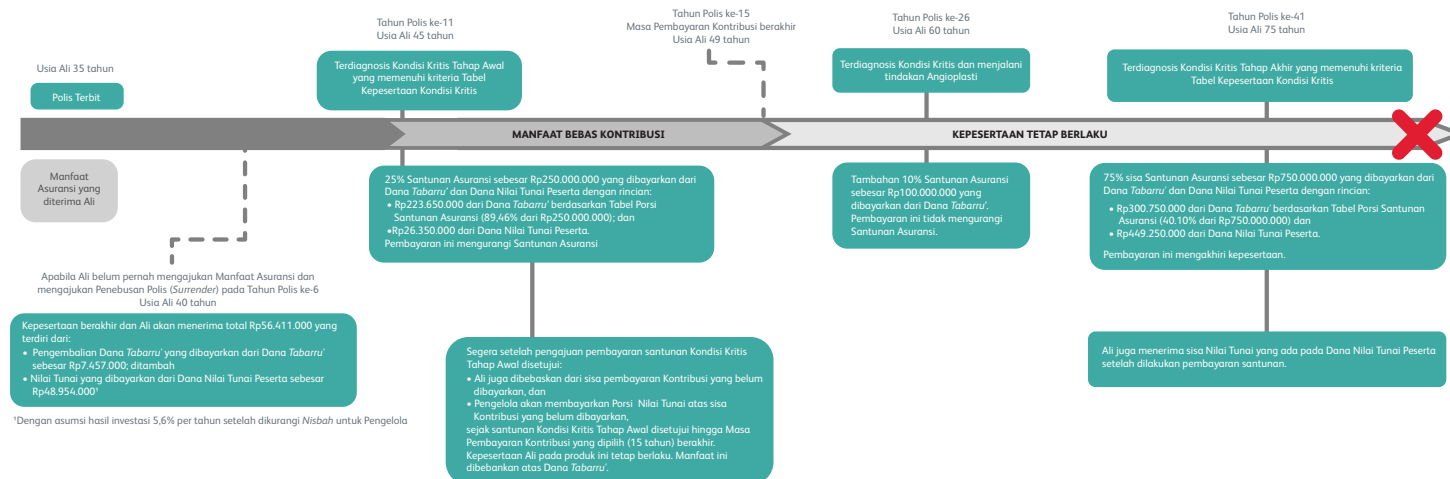 Usia Ali 35 tahun
Polis Terbit
Tahun Polis ke-11
Usia Ali 45 tahun
Terdiagnosis Kondisi Kritis Tahap Awal
yang memenuhi kriteria Tabel
Kepesertaan Kondisi Kritis
Tahun Polis ke-15
Masa Pembayaran Kontribusi berakhir
Usia Ali 49 tahun
Tahun Polis ke-26
Usia Ali 60 tahun
Terdiagnosis Kondisi Kritis dan menjalani
tindakan Angioplasti
Tahun Polis ke-41
Usia Ali 75 tahun
Terdiagnosis Kondisi Kritis Tahap Akhir yang memenuhi kriteria
Tabel Kepesertaan Kondisi Kritis
MANFAAT BEBAS KONTRIBUSI
KEPESERTAAN TETAP BERLAKU
Manfaat
Asuransi yang
diterima Ali
25% Santunan Asuransi sebesar Rp250.000.000 yang dibayarkan dari
Dana Tabarru' dan Dana Nilai Tunai Peserta dengan rincian:
• Rp223.650.000 dari Dana Tabarru' berdasarkan Tabel Porsi
Santunan Asuransi (89,46% dari Rp250.000.000); dan
•Rp26.350.000 dari Dana Nilai Tunai Peserta.
Pembayaran ini mengurangi Santunan Asuransi
Tambahan 10% Santunan Asuransi
sebesar Rp100.000.000 yang
dibayarkan dari Dana Tabarru'.
Pembayaran ini tidak mengurangi
Santunan Asuransi.
75% sisa Santunan Asuransi sebesar Rp750.000.000 yang dibayarkan dari
Dana Tabarru' dan Dana Nilai Tunai Peserta dengan rincian:
• Rp300.750.000 dari Dana Tabarru' berdasarkan Tabel Porsi Santunan
Asuransi (40.10% dari Rp750.000.000) dan
• Rp449.250.000 dari Dana Nilai Tunai Peserta.
Pembayaran ini mengakhiri kepesertaan.
Apabila Ali belum pernah mengajukan Manfaat Asuransi dan
mengajukan Penebusan Polis (Surrender) pada Tahun Polis ke-6
Usia Ali 40 tahun
Kepesertaan berakhir dan Ali akan menerima total Rp56.411.000 yang
terdiri dari:
• Pengembalian Dana Tabarru' yang dibayarkan dari Dana Tabarru'
sebesar Rp7.457.000; ditambah
• Nilai Tunai yang dibayarkan dari Dana Nilai Tunai Peserta sebesar
Rp48.954.000¹
¹Dengan asumsi hasil investasi 5,6% per tahun setelah dikurangi Nisbah untuk Pengelola
Segera setelah pengajuan pembayaran santunan Kondisi Kritis
Tahap Awal disetujui:
• Ali juga dibebaskan dari sisa pembayaran Kontribusi yang belum
dibayarkan, dan
• Pengelola akan membayarkan Porsi Nilai Tunai atas sisa
Kontribusi yang belum dibayarkan,
sejak santunan Kondisi Kritis Tahap Awal disetujui hingga Masa
Pembayaran Kontribusi yang dipilih (15 tahun) berakhir.
Kepesertaan Ali pada produk ini tetap berlaku. Manfaat ini
dibebankan atas Dana Tabarru'.
Ali juga menerima sisa Nilai Tunai yang ada pada Dana Nilai Tunai Peserta
setelah dilakukan pembayaran santunan.